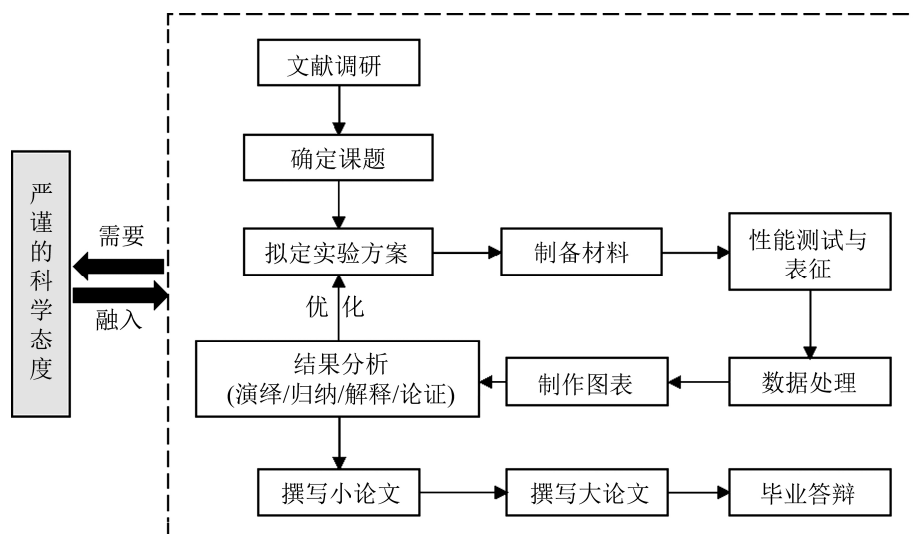 文献调研
确定课题
严谨的科学态度
需要
融入
拟定实验方案
制备材料
性能测试与
表征
优化
结果分析
(演绎/归纳/解释/论证)
制作图表
数据处理
撰写小论文
撰写大论文
毕业答辩